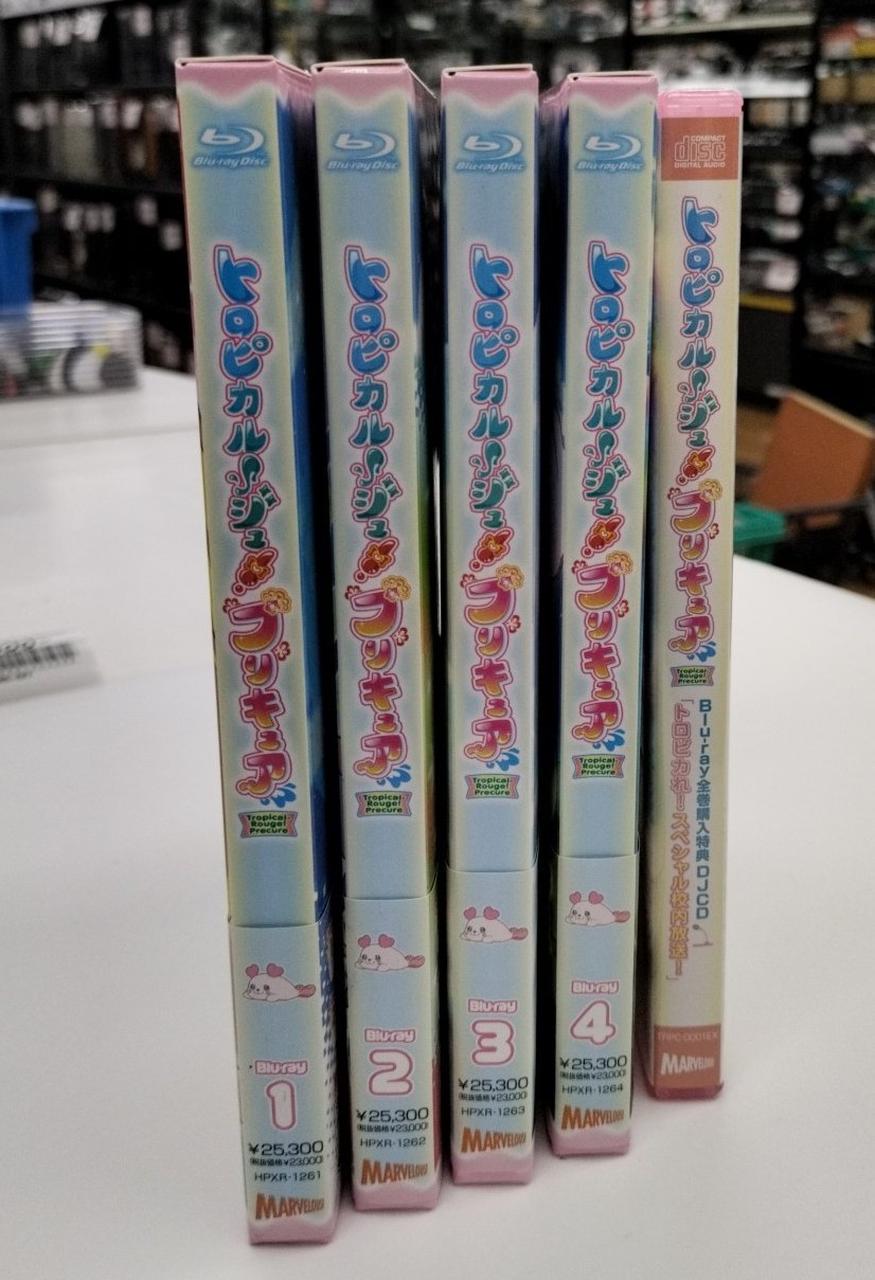 Blu-ray Disc
トロピカル〜ジュ!
プリキュア
Tropical-
Rouge!
Precure
Blu-ray
1
¥25,300
(税抜価格¥23,000)
HPXR-1261
MARVELOUS!
Blu-ray Disc
トロピカル〜ジュ!
プリキュア
Tropical-
Rouge!
Precure
Blu-ray
2
¥25,300
(税抜価格¥23,000)
HPXR-1262
MARVELOUS!
Blu-ray Disc
トロピカル〜ジュ!
プリキュア
Tropical-
Rouge!
Precure
Blu-ray
3
¥25,300
(税抜価格¥23,000)
HPXR-1263
MARVELOUS!
Blu-ray Disc
トロピカル〜ジュ!
プリキュア
Tropical-
Rouge!
Precure
Blu-ray
4
¥25,300
(税抜価格¥23,000)
HPXR-1264
MARVELOUS!
COMPACT
disc
DIGITAL AUDIO
トロピカル〜ジュ!
プリキュア
Tropical-
Rouge!
Precure
Blu-ray全巻購入特典DJCD
「トロピカれ!スペシャル校内放送!」
TRPC-0001EX
MARVELOUS!